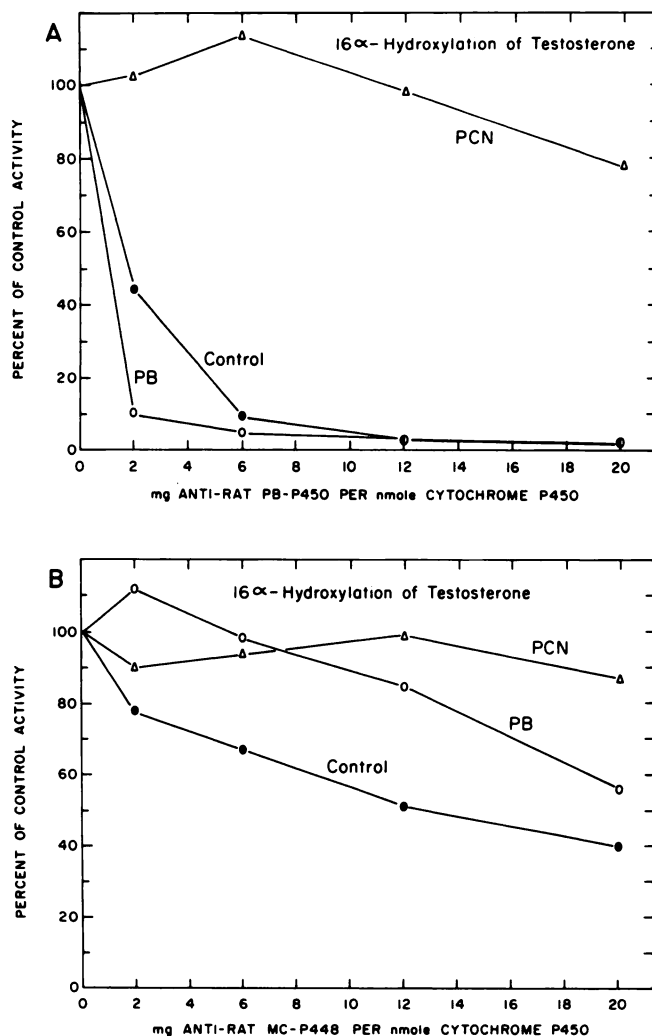 A
16α-Hydroxylation of Testosterone
PERCENT OF CONTROL ACTIVITY
100
80
60
40
20
0
PCN
Control
PB
0 2 4 6 8 10 12 14 16 18 20
mg ANTI-RAT PB-P450 PER nmole CYTOCHROME P450
B
16α-Hydroxylation of Testosterone
PERCENT OF CONTROL ACTIVITY
100
80
60
40
20
0
PCN
PB
Control
0 2 4 6 8 10 12 14 16 18 20
mg ANTI-RAT MC-P448 PER nmole CYTOCHROME P450